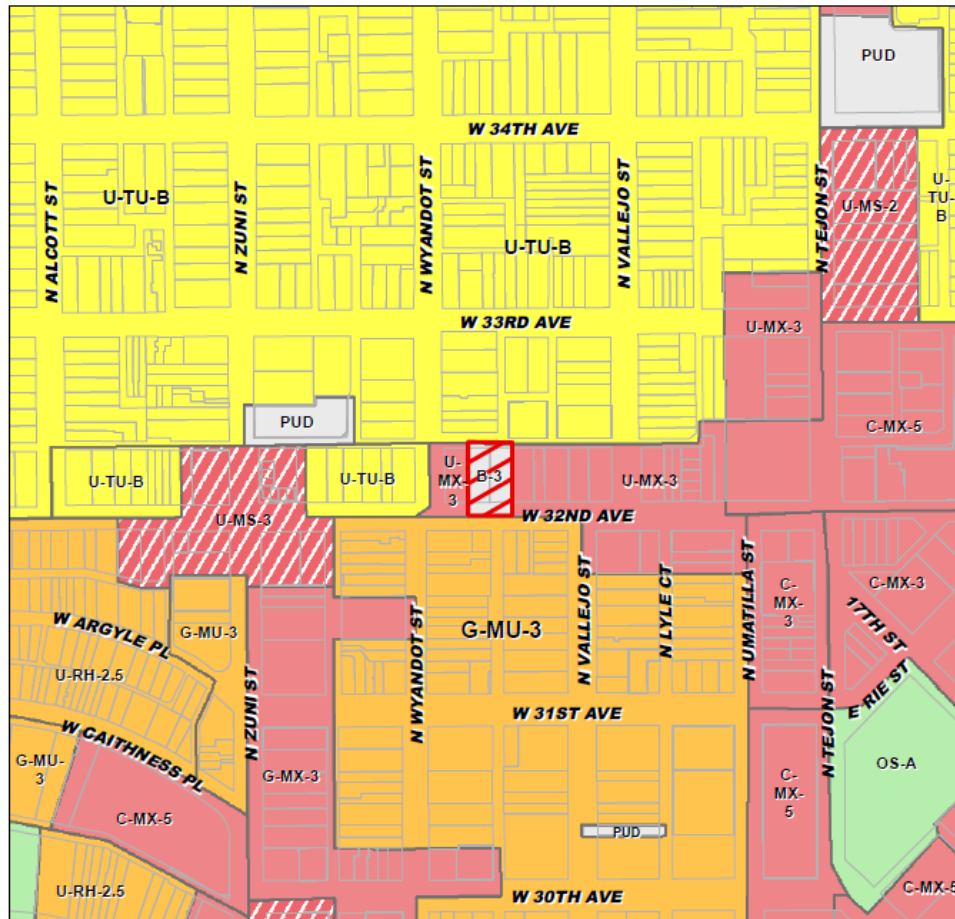 PUD
W 34TH AVE
N ALCOTT ST
U-TU-B
N ZUNI ST
N WYANDOT ST
U-TU-B
N VALLEJO ST
N TEJON ST
U-MS-2
U-
TU-
B
W 33RD AVE
U-MX-3
PUD
C-MX-5
U-TU-B
U-MS-3
U-TU-B
U-
MX-
3
B-3
U-MX-3
W 32ND AVE
W ARGYLE PL
G-MU-3
U-RH-2.5
N ZUNI ST
N WYANDOT ST
G-MU-3
N VALLEJO ST
N LYLE CT
N UMATILLA ST
C-
MX-
3
C-MX-3
17TH ST
E RIE ST
N TEJON ST
W 31ST AVE
W CAITHNESS PL
G-MU-
3
G-MX-3
C-MX-5
C-
MX-
5
OS-A
PUD
U-RH-2.5
W 30TH AVE
C-MX-5